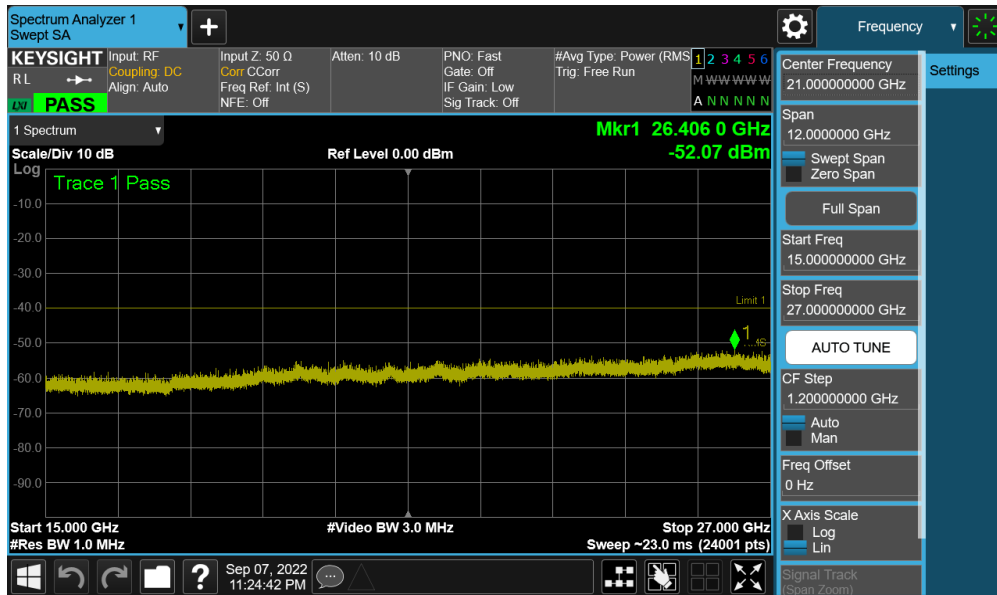 Spectrum Analyzer 1
Swept SA
Frequency
Settings
KEYSIGHT
R L
LXI
PASS
Input: RF
Coupling: DC
Align: Auto
Input Z: 50 Ω
Corr CCorr
Freq Ref: Int (S)
NFE: Off
Atten: 10 dB
PNO: Fast
Gate: Off
IF Gain: Low
Sig Track: Off
#Avg Type: Power (RMS
Trig: Free Run
1 2 3 4 5 6
M W W W W W
A N N N N N
1 Spectrum
Mkr1 26.406 0 GHz
-52.07 dBm
Scale/Div 10 dB
Ref Level 0.00 dBm
Log
Trace 1 Pass
-10.0
-20.0
-30.0
-40.0
-50.0
-60.0
-70.0
-80.0
-90.0
Limit 1
1
Start 15.000 GHz
#Video BW 3.0 MHz
Stop 27.000 GHz
#Res BW 1.0 MHz
Sweep ~23.0 ms (24001 pts)
Center Frequency
21.000000000 GHz
Span
12.0000000 GHz
Swept Span
Zero Span
Full Span
Start Freq
15.000000000 GHz
Stop Freq
27.000000000 GHz
AUTO TUNE
CF Step
1.200000000 GHz
Auto
Man
Freq Offset
0 Hz
X Axis Scale
Log
Lin
Signal Track
(Span Zoom)
?
Sep 07, 2022
11:24:42 PM